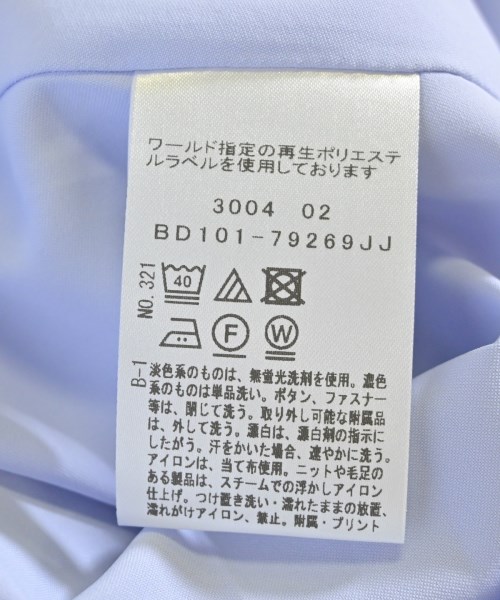 ワールド指定の再生ポリエステ
ルラベルを使用しております
3004 02
BD101-79269JJ
NO. 321
40
F
W
B-1
淡色系のものは、無蛍光洗剤を使用。濃色
系のものは単品洗い。ボタン、ファスナー
等は、閉じて洗う。取り外し可能な附属品
は、外して洗う。漂白は、漂白剤の指示に
したがう。汗をかいた場合、速やかに洗う。
アイロンは、当て布使用。ニットや毛足の
ある製品は、スチームでの浮かしアイロン
仕上げ。つけ置き洗い・濡れたままの放置、
濡れがけアイロン、禁止。附属・プリント